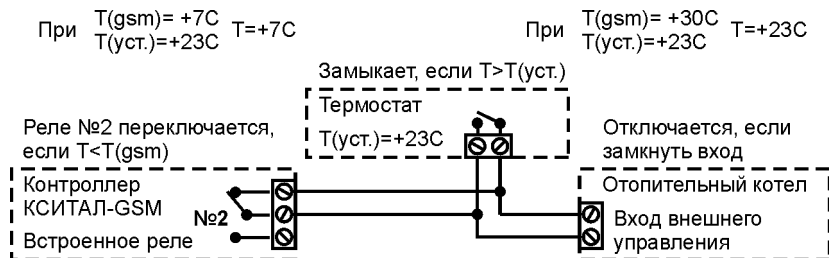 При T(gsm)= +7C T(уст.)=+23C T=+7C
При T(gsm)= +30C T(уст.)=+23C T=+23C
Замыкает, если T>T(уст.)
Термостат
T(уст.)=+23C
Реле №2 переключается,
если T<T(gsm)
Отключается, если
замкнуть вход
Контроллер
КСИТАЛ-GSM
№2
Встроенное реле
Отопительный котел
Вход внешнего
управления